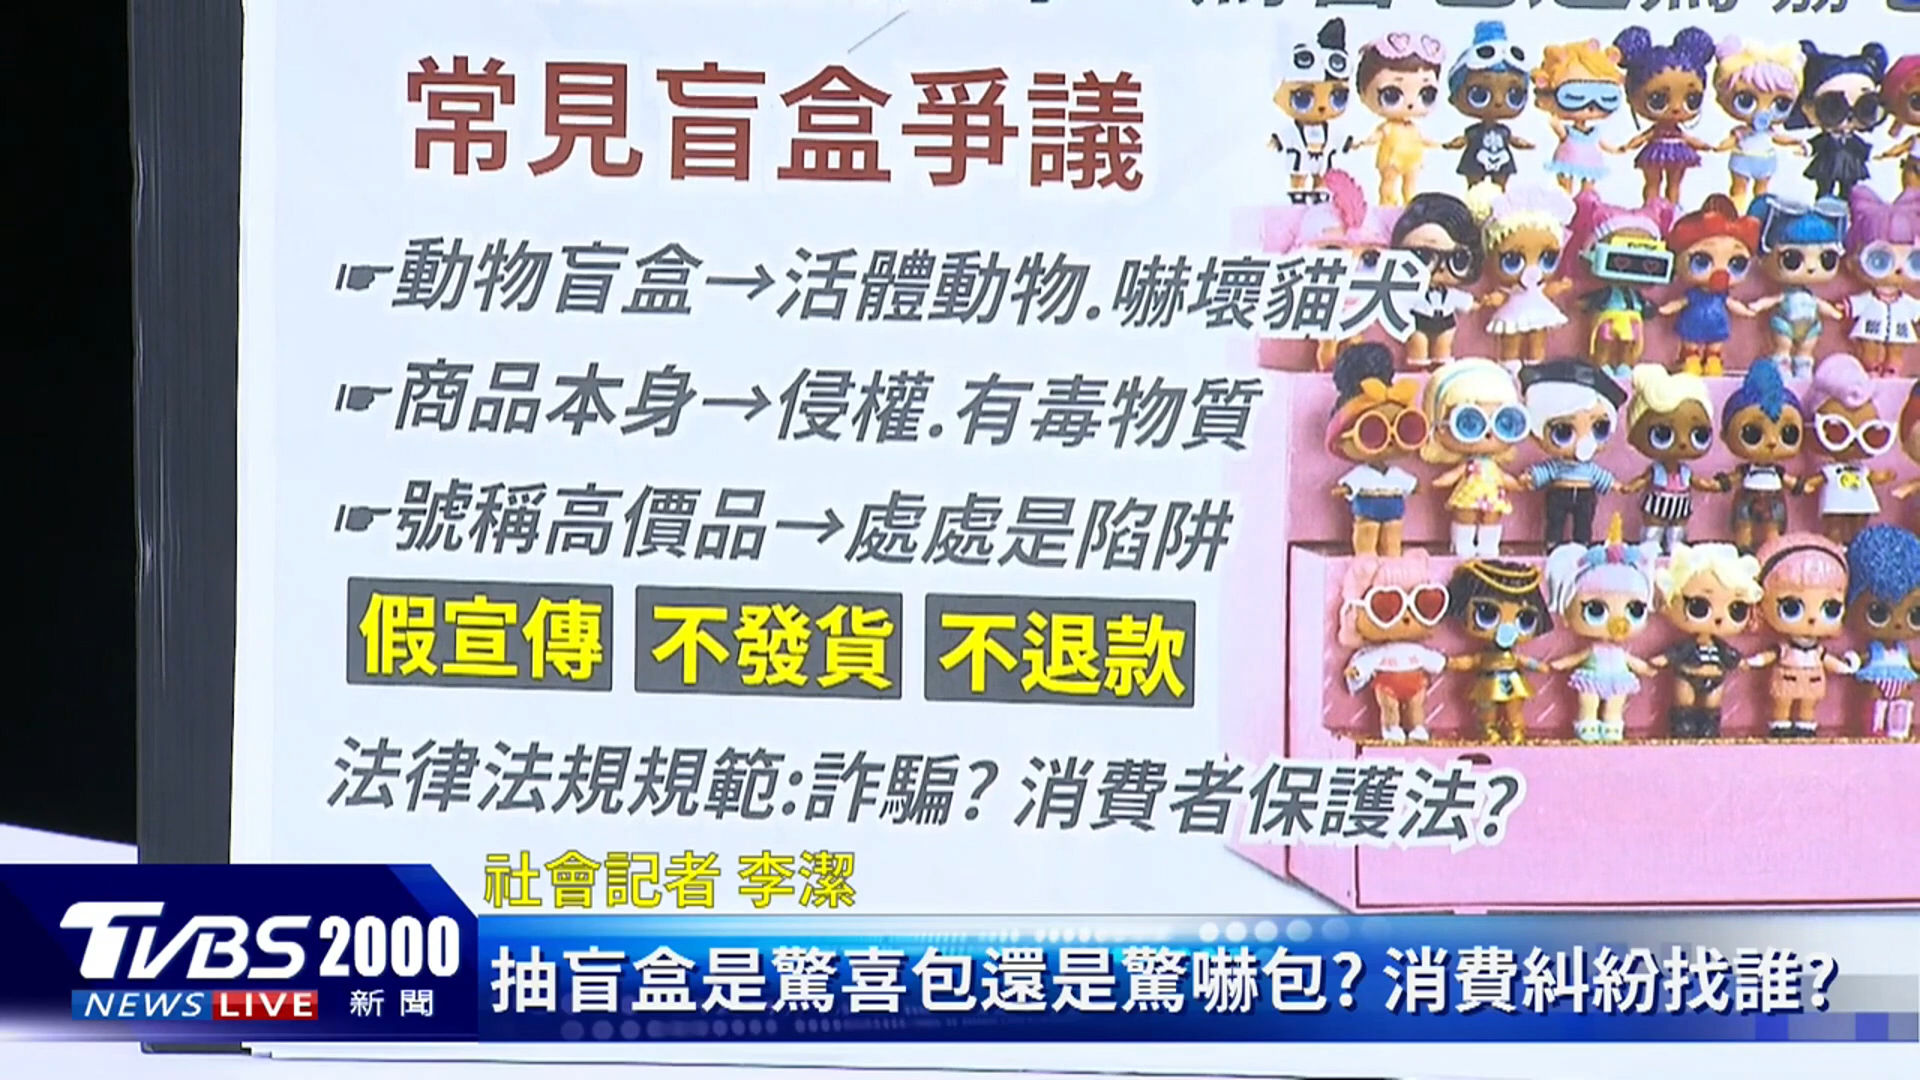 常見盲盒爭議
☞動物盲盒→活體動物.嚇壞貓犬
☞商品本身→侵權.有毒物質
☞號稱高價品→處處是陷阱
假宣傳 不發貨 不退款
法律法規規範:詐騙? 消費者保護法?
社會記者 李潔
TVBS 2000
NEWS LIVE 新聞
抽盲盒是驚喜包還是驚嚇包? 消費糾紛找誰?